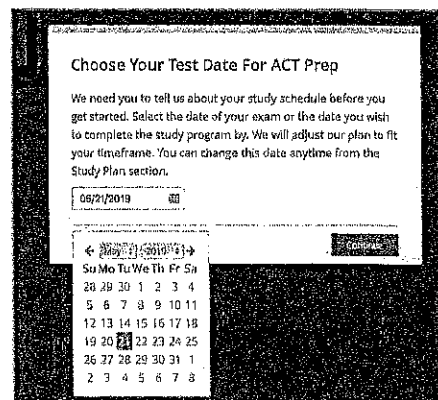 Choose Your Test Date For ACT Prep
We need you to tell us about your study schedule before you
get started. Select the date of your exam or the date you wish
to complete the study program by. We will adjust our plan to fit
your timeframe. You can change this date anytime from the
Study Plan section.
05/21/2019
Continue
← May 2019 →
Su Mo Tu We Th Fr Sa
28 29 30 1 2 3 4
5 6 7 8 9 10 11
12 13 14 15 16 17 18
19 20 21 22 23 24 25
26 27 28 29 30 31 1
2 3 4 5 6 7 8